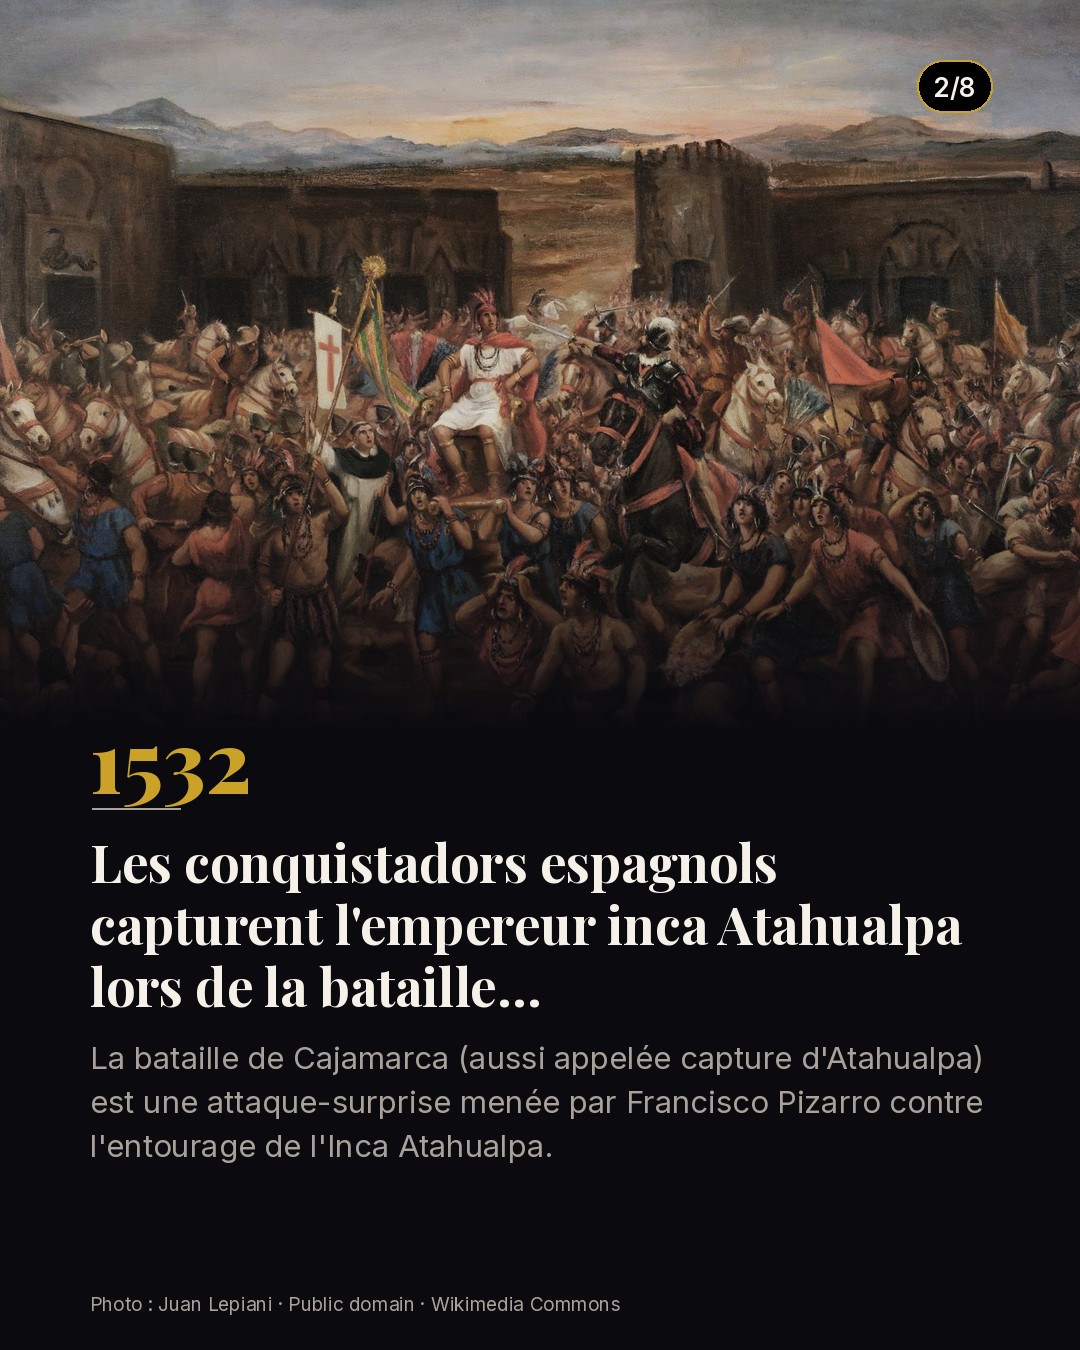 2/8
1532
Les conquistadors espagnols
capturent l'empereur inca Atahualpa
lors de la bataille...
La bataille de Cajamarca (aussi appelée capture d'Atahualpa)
est une attaque-surprise menée par Francisco Pizarro contre
l'entourage de l'Inca Atahualpa.
Photo : Juan Lepiani · Public domain · Wikimedia Commons